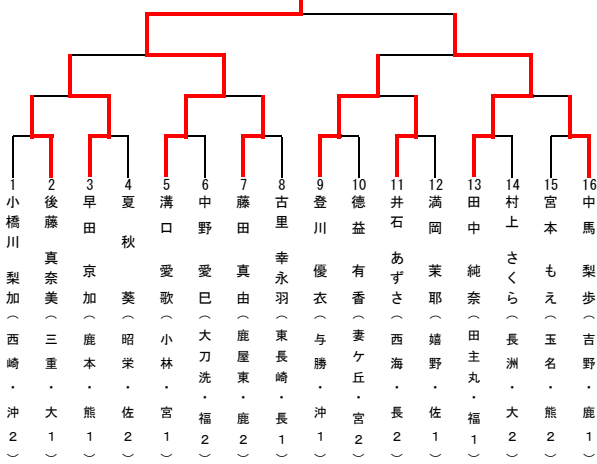 1 小橋川 梨加（西崎・沖２）
2 後藤 真奈美（三重・大１）
3 早田 京加（鹿本・熊１）
4 夏秋 葵（昭栄・佐２）
5 溝口 愛歌（小林・宮１）
6 中野 愛巳（大刀洗・福２）
7 藤田 真由（鹿屋東・鹿２）
8 古里 幸永羽（東長崎・長１）
9 登川 優衣（与勝・沖１）
10 德益 有香（妻ケ丘・宮２）
11 井石 あずさ（西海・長２）
12 満岡 茉耶（嬉野・佐１）
13 田中 純奈（田主丸・福１）
14 村上 さくら（長洲・大２）
15 宮本 もえ（玉名・熊２）
16 中馬 梨歩（吉野・鹿１）